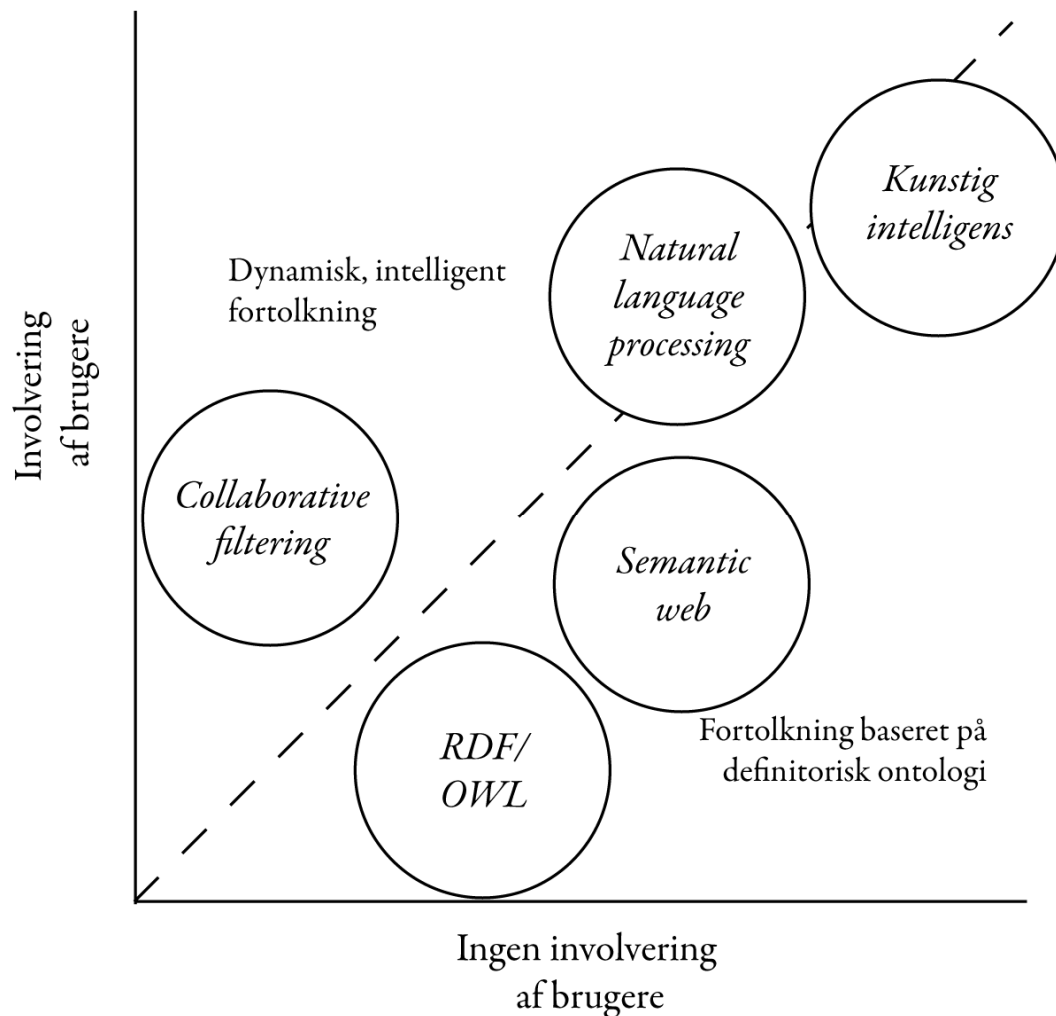 Kunstig
intelligens
Natural
language
processing
Dynamisk, intelligent
fortolkning
Involvering
af brugere
Collaborative
filtering
Semantic
web
RDF/
OWL
Fortolkning baseret på
definitorisk ontologi
Ingen involvering
af brugere